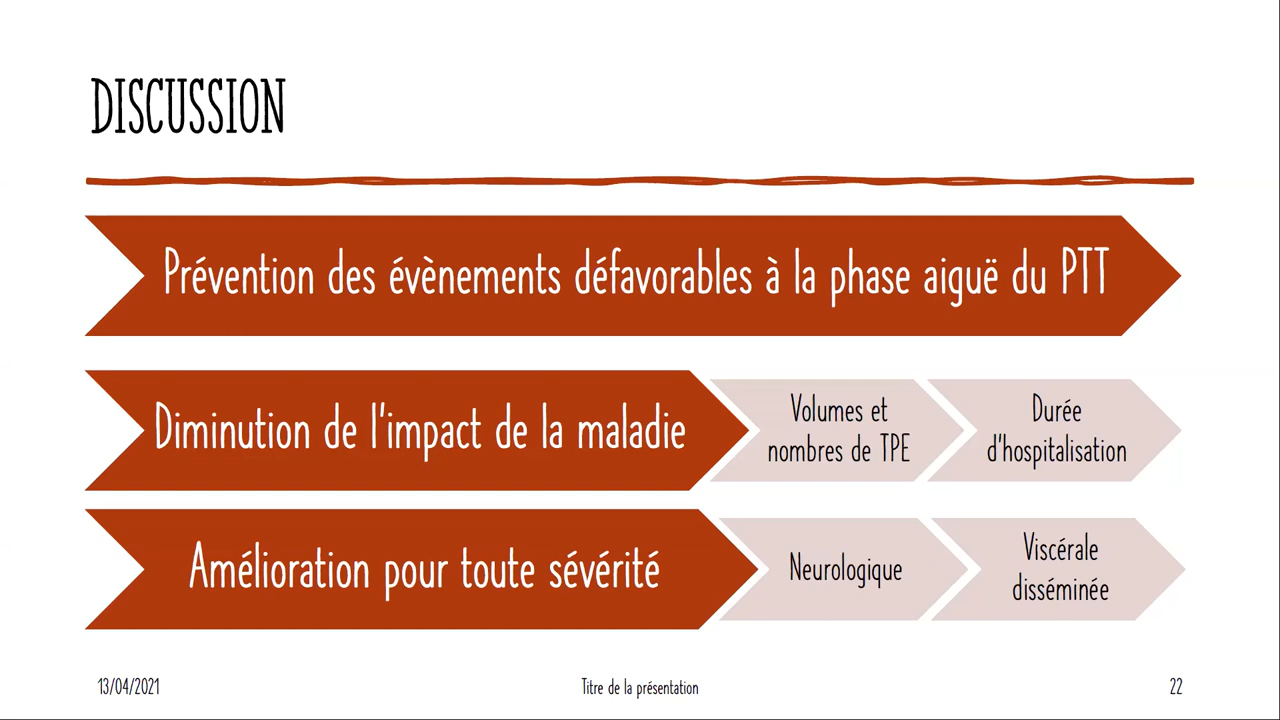 DISCUSSION
Prévention des évènements défavorables à la phase aiguë du PTT
Diminution de l'impact de la maladie
Volumes et
nombres de TPE
Durée
d'hospitalisation
Amélioration pour toute sévérité
Neurologique
Viscérale
disséminée
13/04/2021
Titre de la présentation
22